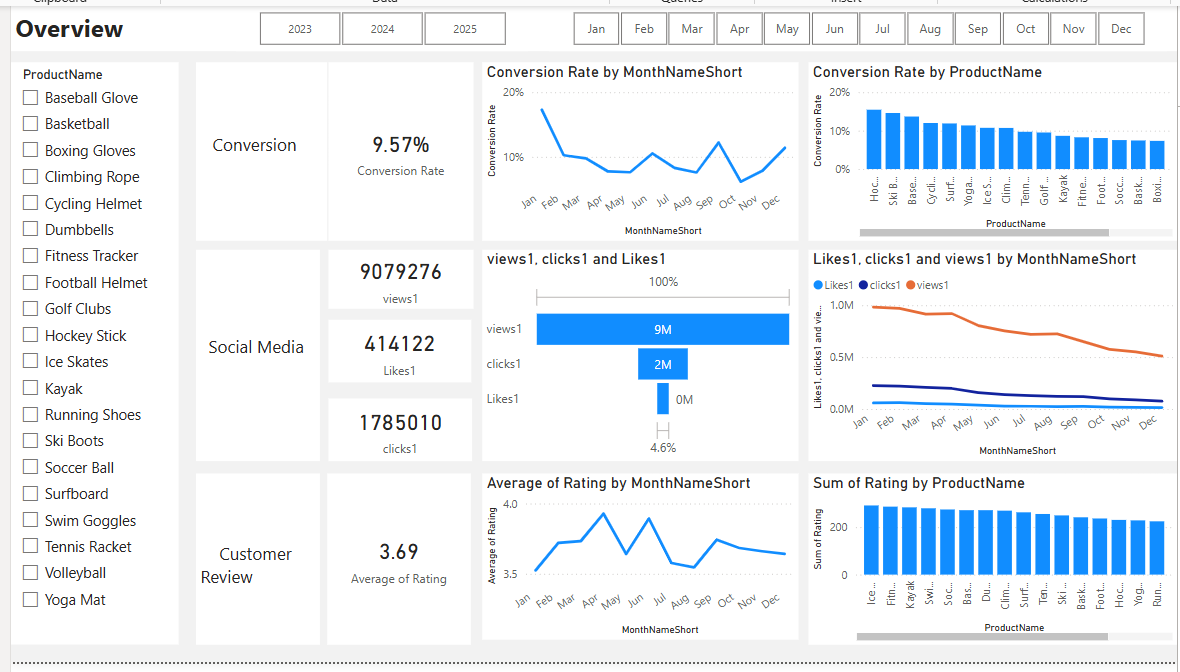 Clipboard Data Queries Insert Calculations
Overview
2023 2024 2025
Jan Feb Mar Apr May Jun Jul Aug Sep Oct Nov Dec
ProductName
Baseball Glove
Basketball
Boxing Gloves
Climbing Rope
Cycling Helmet
Dumbbells
Fitness Tracker
Football Helmet
Golf Clubs
Hockey Stick
Ice Skates
Kayak
Running Shoes
Ski Boots
Soccer Ball
Surfboard
Swim Goggles
Tennis Racket
Volleyball
Yoga Mat
Conversion
9.57%
Conversion Rate
Conversion Rate by MonthNameShort
Conversion Rate
20%
10%
Jan Feb Mar Apr May Jun Jul Aug Sep Oct Nov Dec
MonthNameShort
Conversion Rate by ProductName
Conversion Rate
20%
10%
0%
Hoc... Ski B... Base... Cycli... Surf... Yoga... Ice S... Clim... Tenn... Golf ... Kayak Fitne... Foot... Socc... Bask... Boxi...
ProductName
Social Media
9079276
views1
414122
Likes1
1785010
clicks1
views1, clicks1 and Likes1
100%
views1 9M
clicks1 2M
Likes1 0M
4.6%
Likes1, clicks1 and views1 by MonthNameShort
Likes1 clicks1 views1
Likes1, clicks1 and vie...
1.0M
0.5M
0.0M
Jan Feb Mar Apr May Jun Jul Aug Sep Oct Nov Dec
MonthNameShort
Customer
Review
3.69
Average of Rating
Average of Rating by MonthNameShort
Average of Rating
4.0
3.5
Jan Feb Mar Apr May Jun Jul Aug Sep Oct Nov Dec
MonthNameShort
Sum of Rating by ProductName
Sum of Rating
200
0
Ice ... Fitn... Kayak Swi... Soc... Bas... Du... Clim... Surf... Ten... Ski ... Bask... Foot... Hoc... Yog... Run...
ProductName